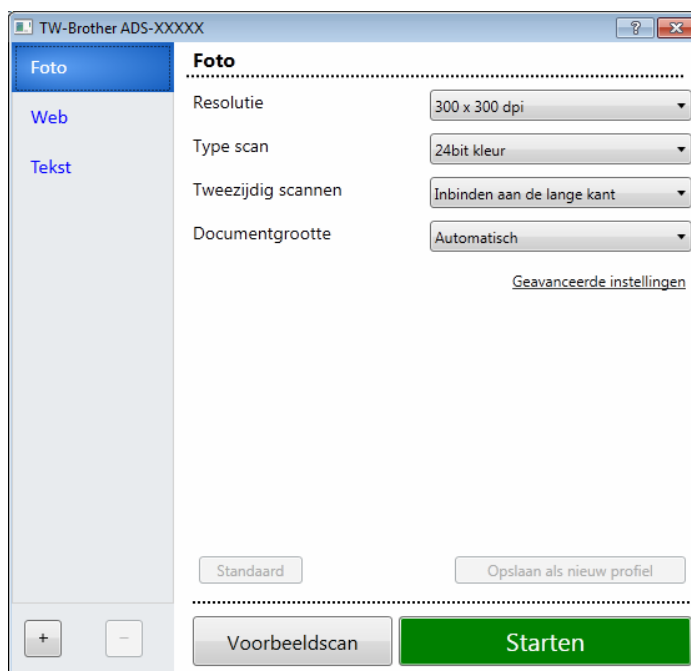 TW-Brother ADS-XXXXX
?
Foto
Web
Tekst
Foto
Resolutie
300 x 300 dpi
Type scan
24bit kleur
Tweezijdig scannen
Inbinden aan de lange kant
Documentgrootte
Automatisch
Geavanceerde instellingen
Standaard
Opslaan als nieuw profiel
+
−
Voorbeeldscan
Starten